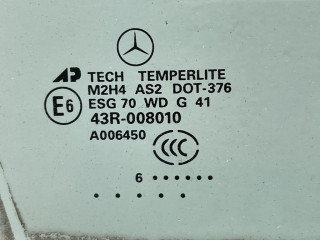 AP TECH TEMPERLITE
M2H4 AS2 DOT-376
E6 ESG 70 WD G 41
43R-008010
A006450
CCC
6 ••••••
•••••